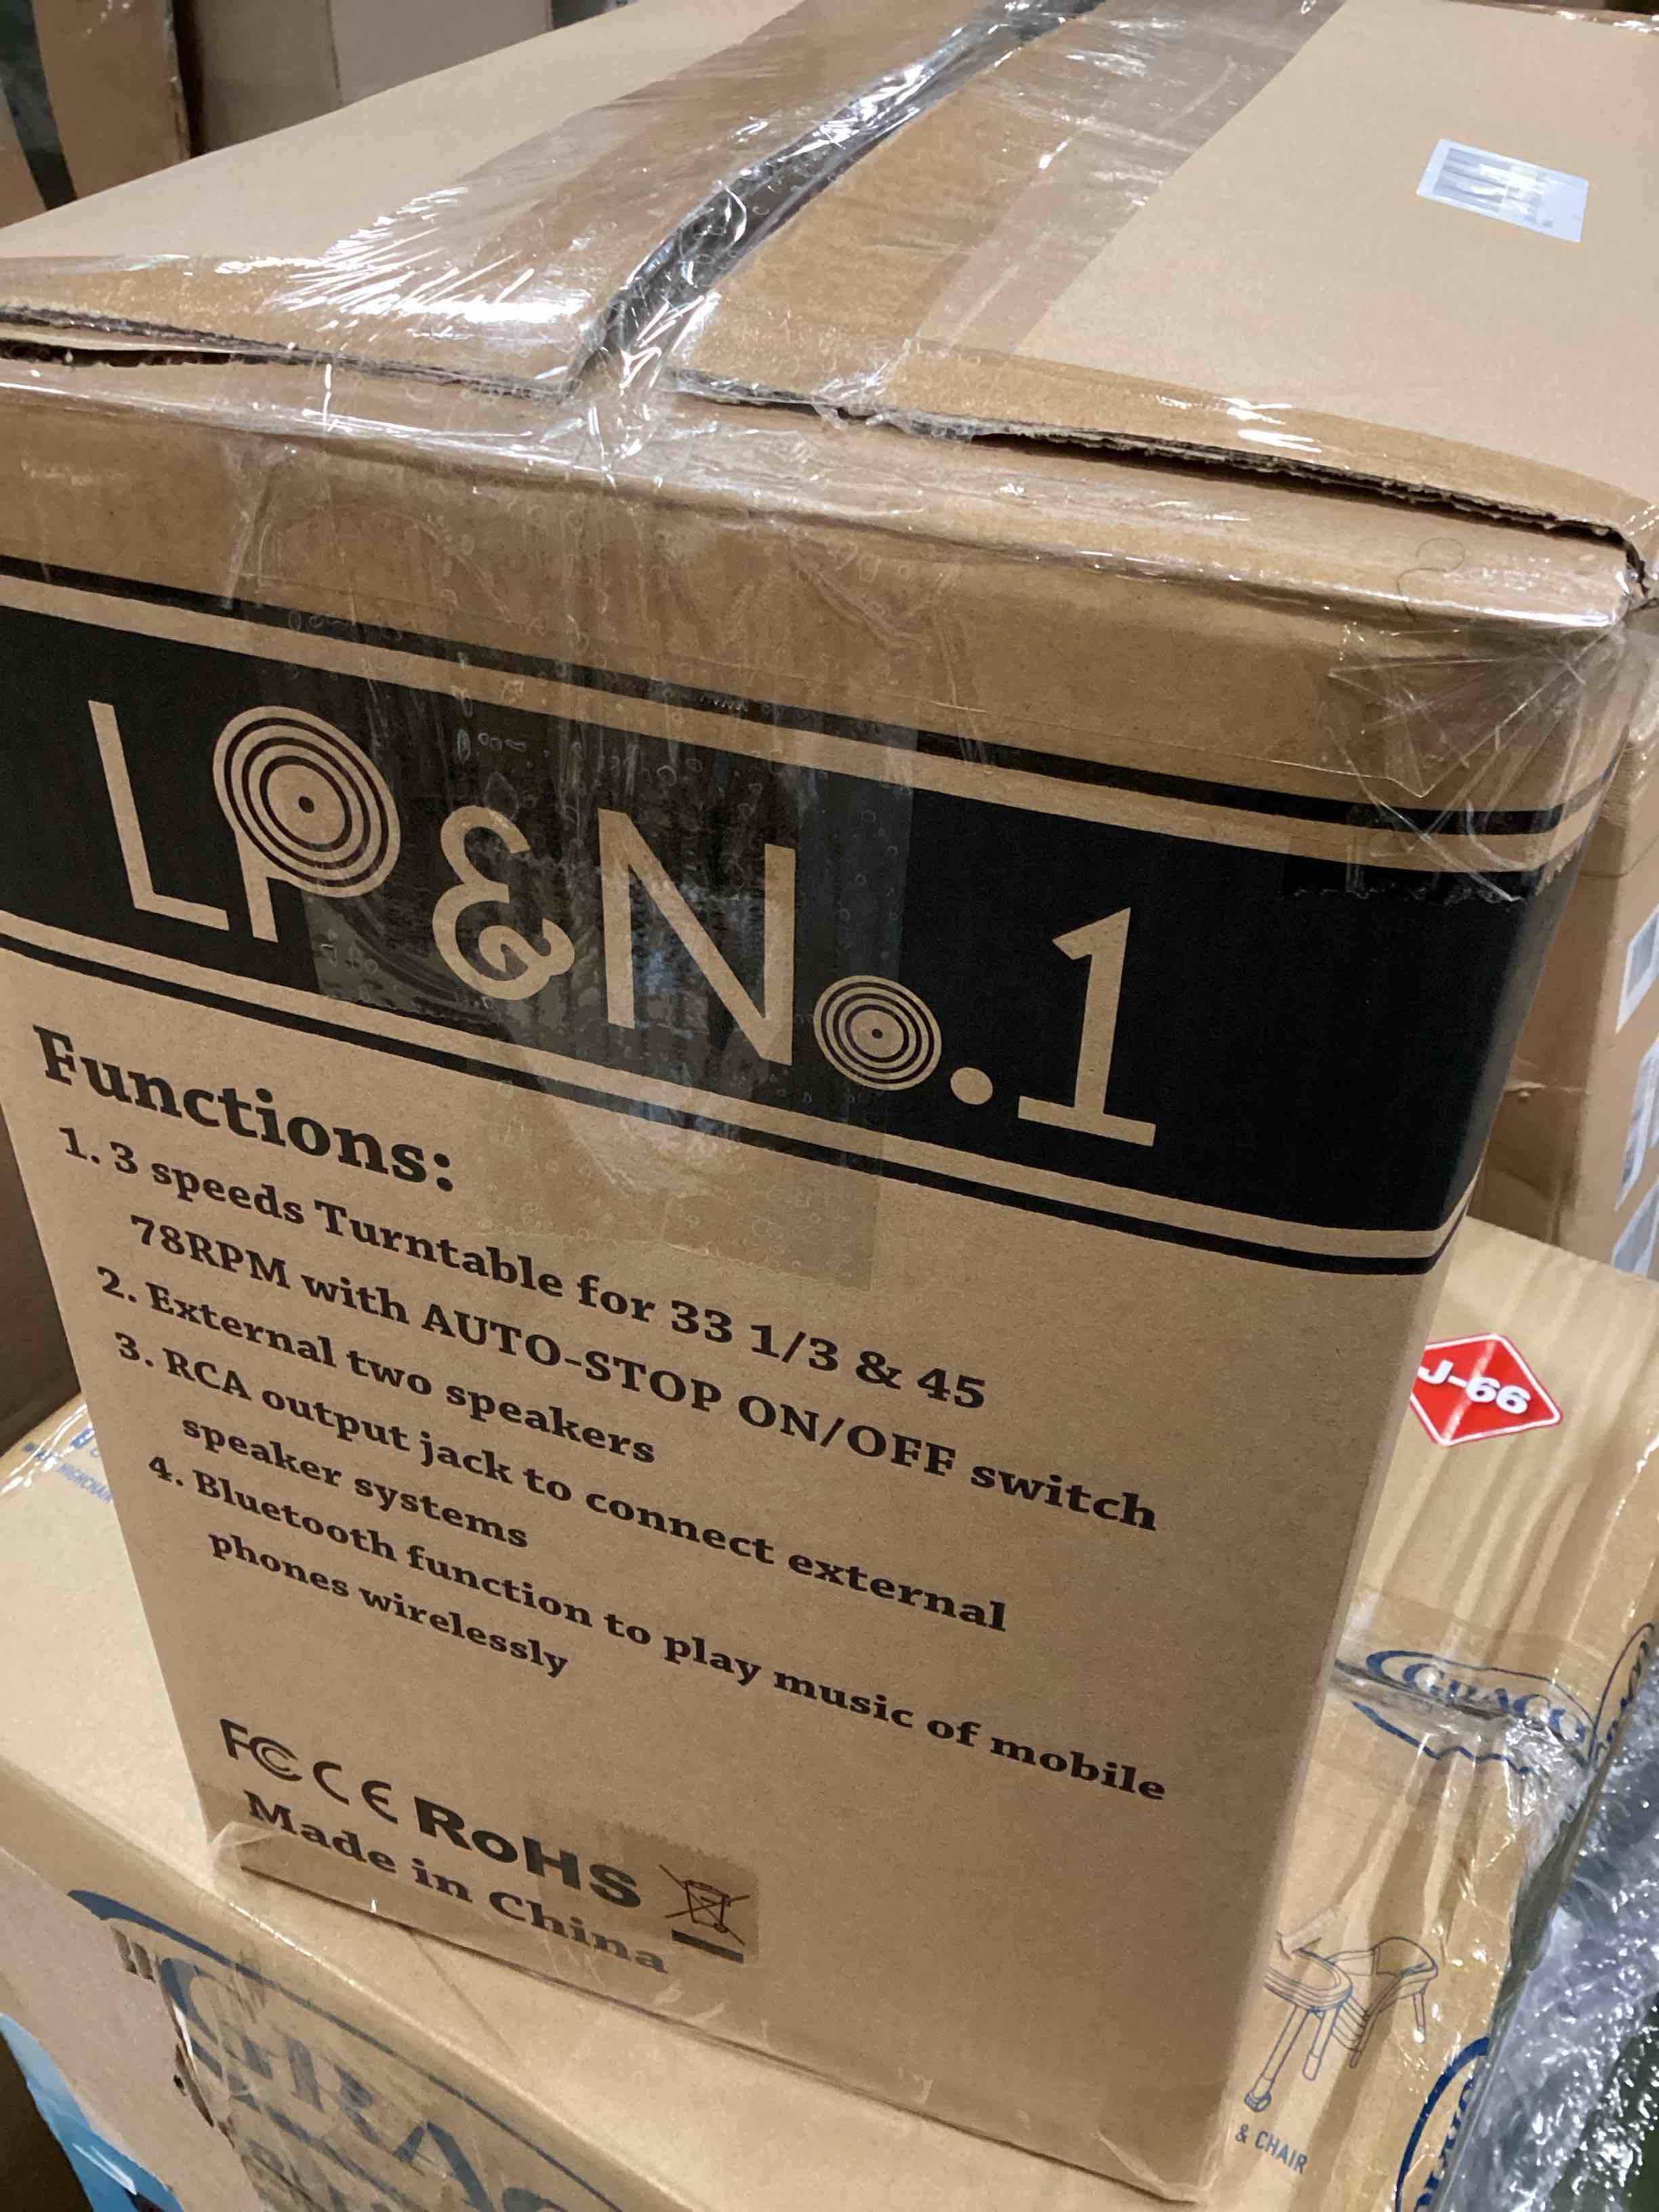 LP&No.1
Functions:
1. 3 speeds Turntable for 33 1/3 & 45
78RPM with AUTO-STOP ON/OFF switch
2. External two speakers
3. RCA output jack to connect external
speaker systems
4. Bluetooth function to play music of mobile
phones wirelessly
FC CE RoHS
Made in China
J-66
GRACO
& CHAIR